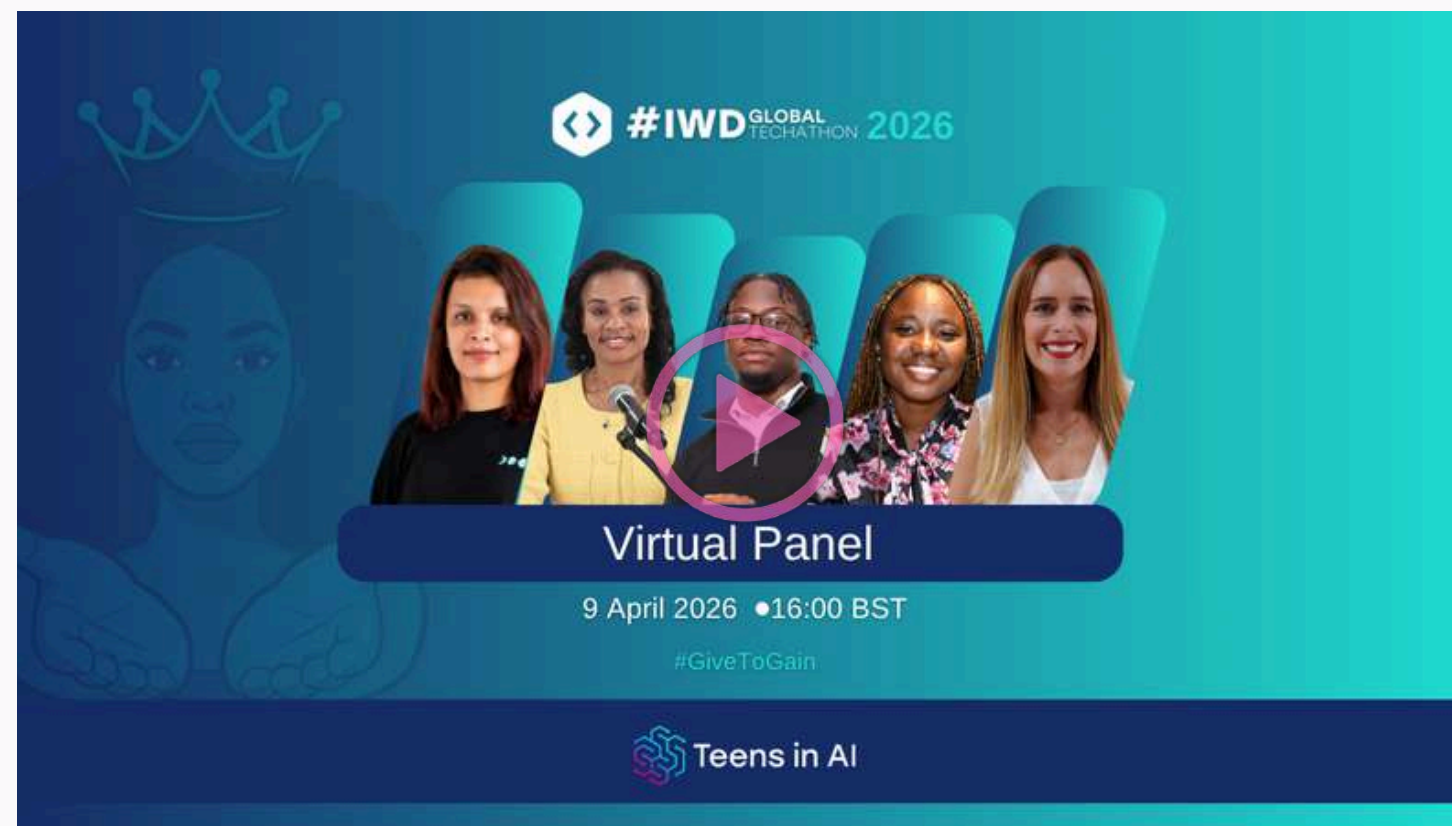 #IWD GLOBAL TECHATHON 2026
Virtual Panel
9 April 2026 •16:00 BST
#GiveToGain
Teens in AI